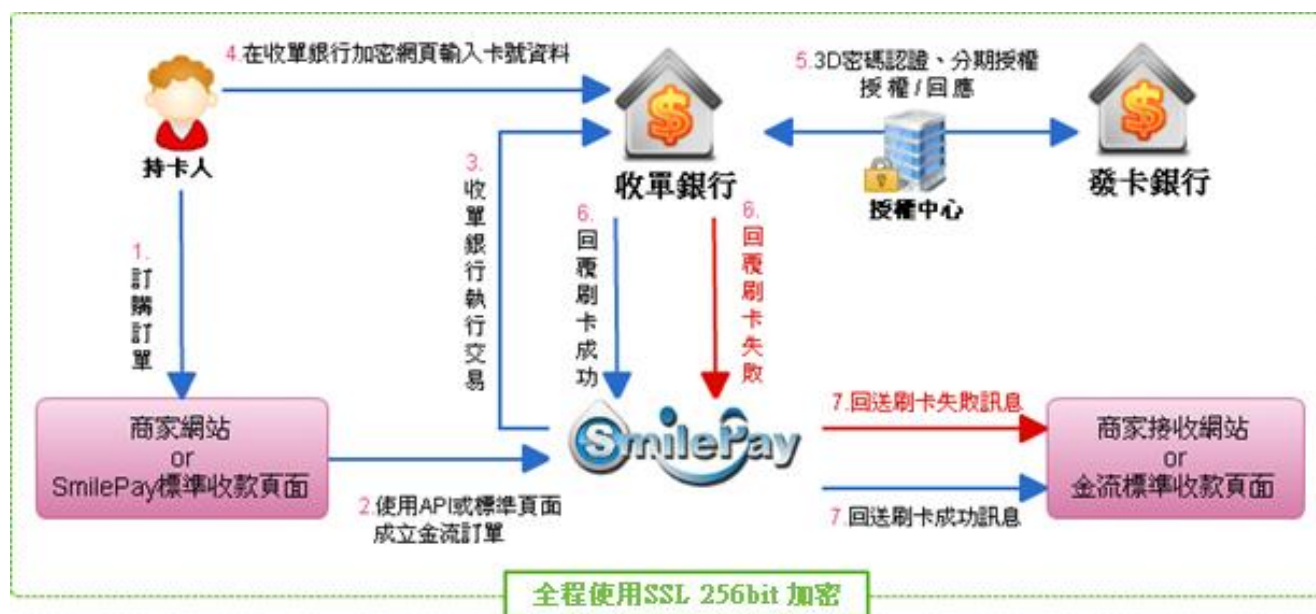 4.在收單銀行加密網頁輸入卡號資料
5.3D密碼認證、分期授權
授權/回應
持卡人
收單銀行
授權中心
發卡銀行
1.訂購訂單
3.收單銀行執行交易
6.回覆刷卡成功
6.回覆刷卡失敗
商家網站
or
SmilePay標準收款頁面
2.使用API或標準頁面
成立金流訂單
SmilePay
7.回送刷卡失敗訊息
7.回送刷卡成功訊息
商家接收網站
or
金流標準收款頁面
全程使用SSL 256bit 加密